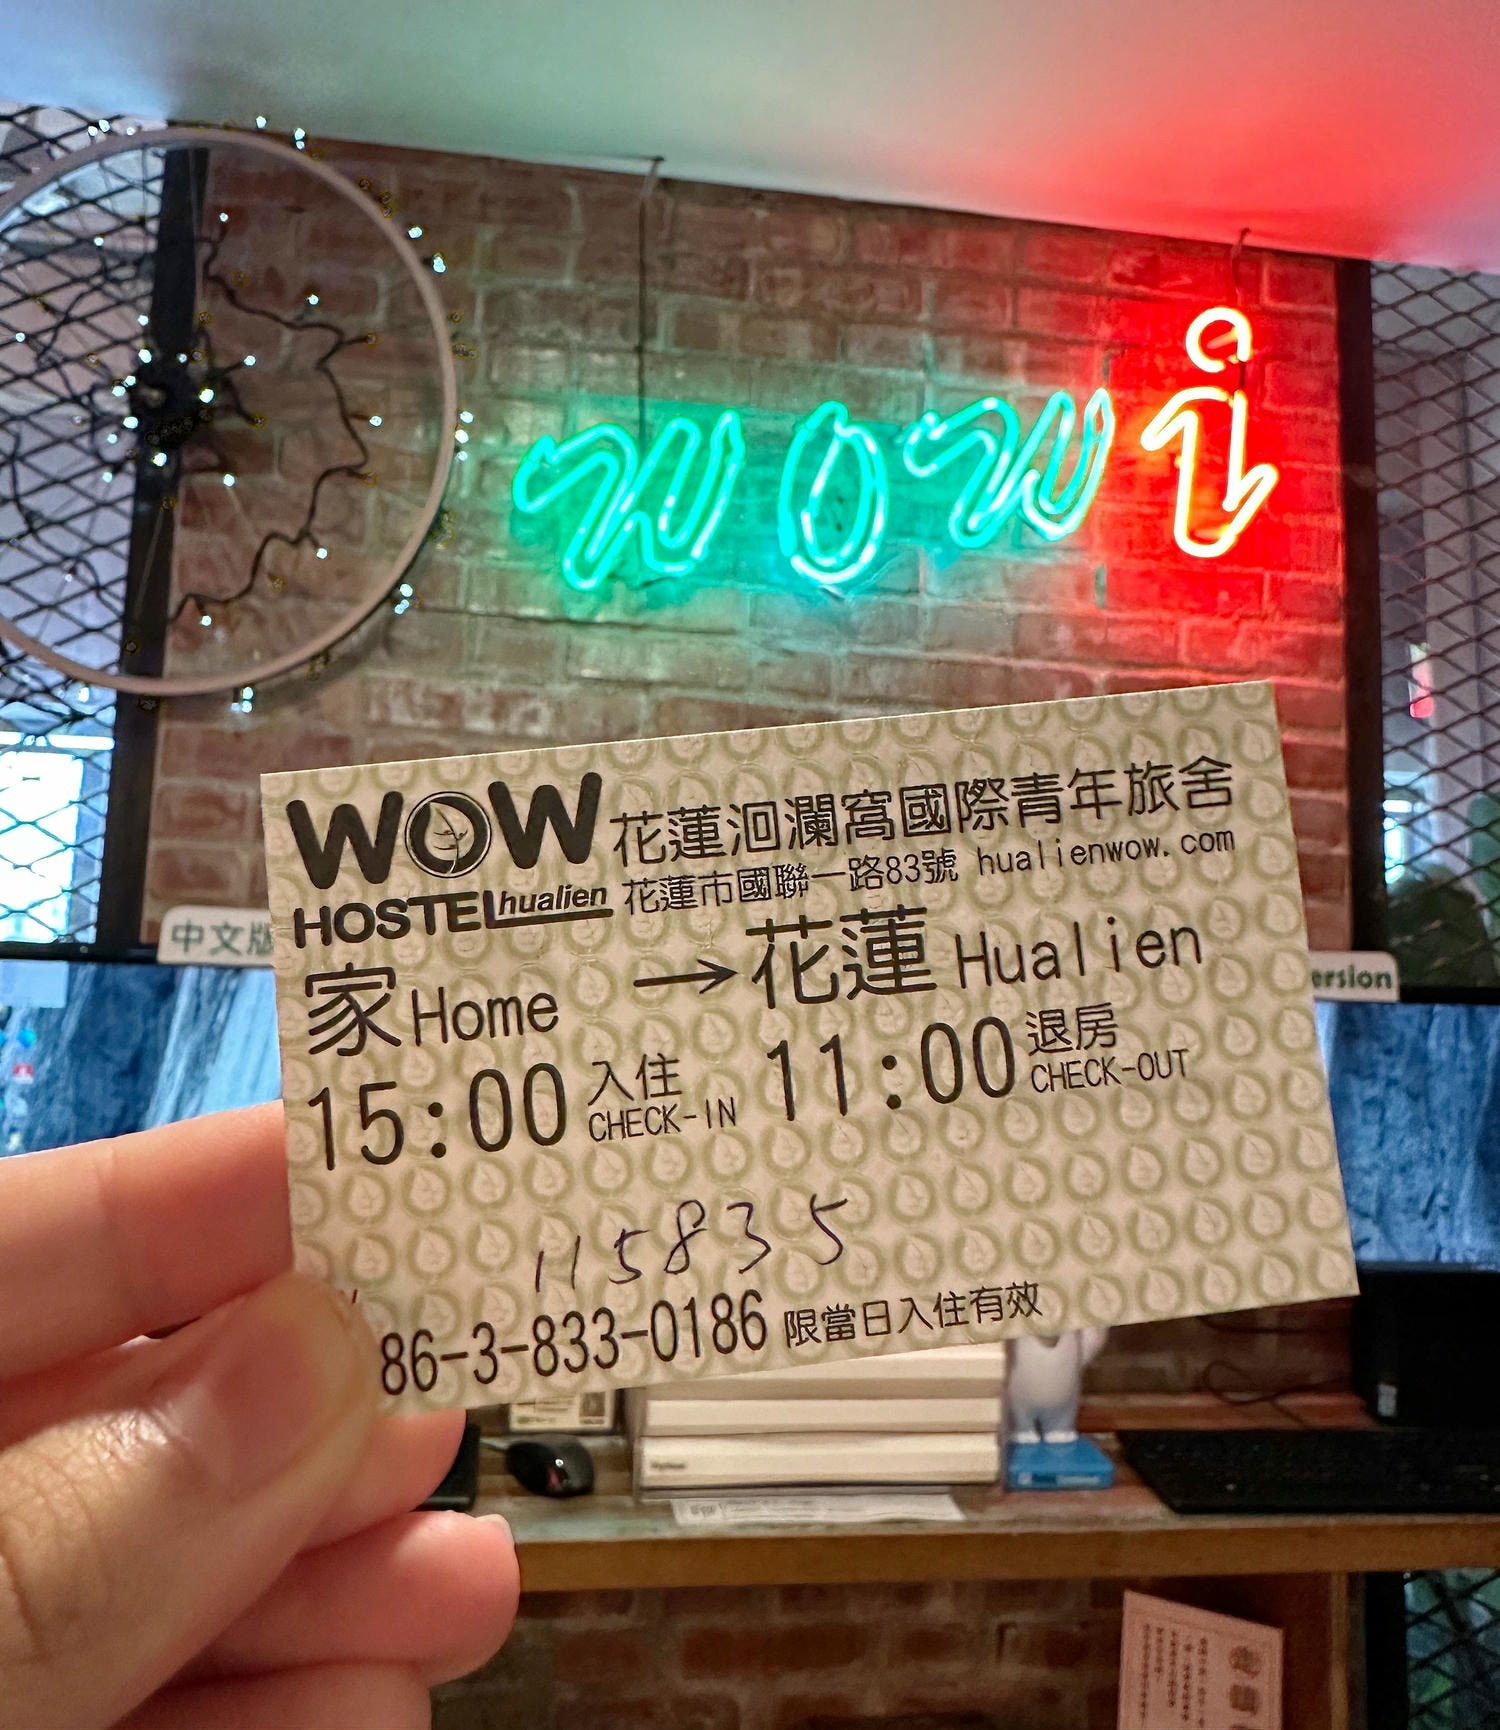 wowi
WOW
HOSTEL hualien
花蓮洄瀾窩國際青年旅舍
花蓮市國聯一路83號 hualienwow.com
家 Home → 花蓮 Hualien
15:00 入住 CHECK-IN 11:00 退房 CHECK-OUT
115835
86-3-833-0186 限當日入住有效
中文版
ersion